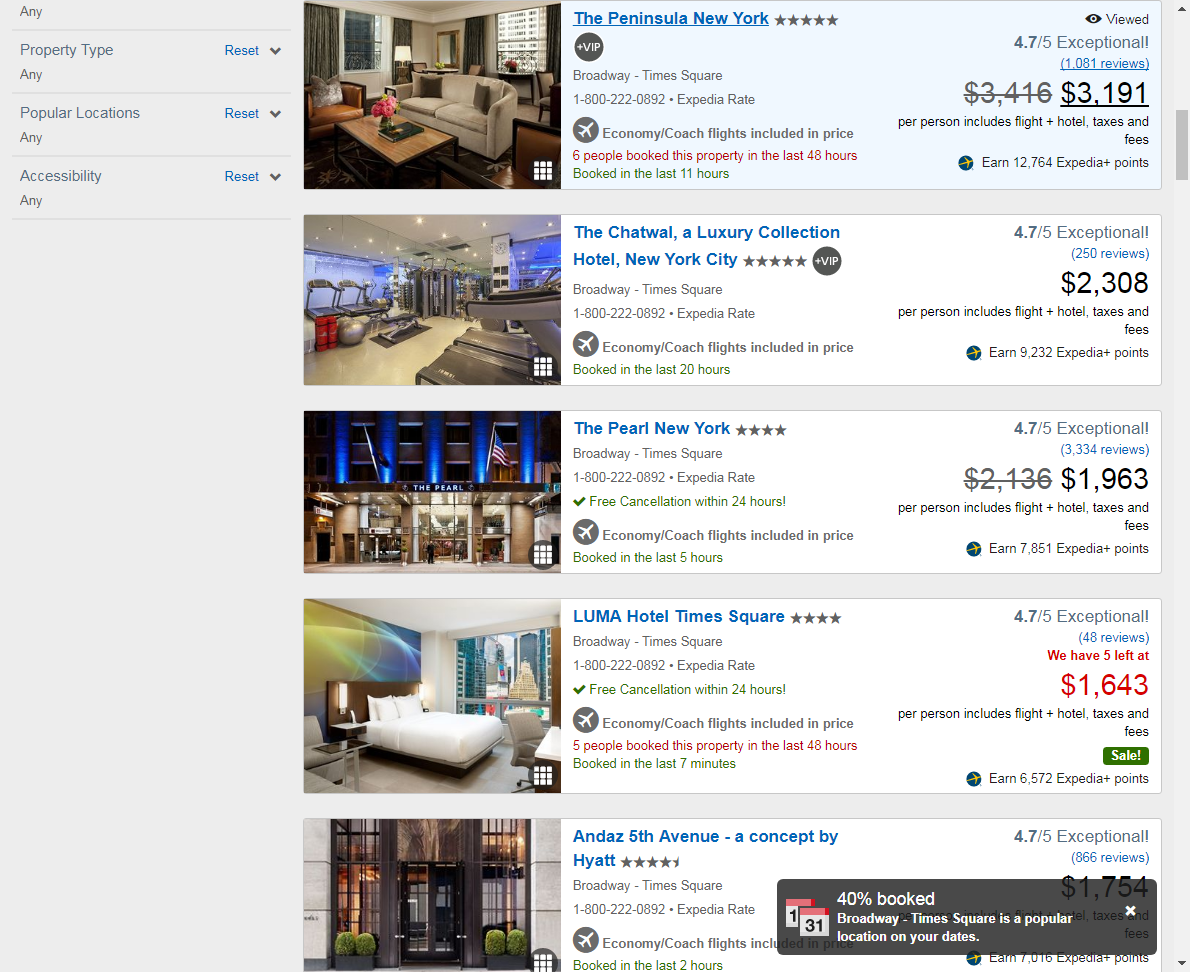 Any
Property Type Reset
Any
Popular Locations Reset
Any
Accessibility Reset
Any
The Peninsula New York
+VIP
Broadway - Times Square
1-800-222-0892 • Expedia Rate
Economy/Coach flights included in price
6 people booked this property in the last 48 hours
Booked in the last 11 hours
Viewed
4.7/5 Exceptional!
(1,081 reviews)
$3,416 $3,191
per person includes flight + hotel, taxes and
fees
Earn 12,764 Expedia+ points
The Chatwal, a Luxury Collection
Hotel, New York City +VIP
Broadway - Times Square
1-800-222-0892 • Expedia Rate
Economy/Coach flights included in price
Booked in the last 20 hours
4.7/5 Exceptional!
(250 reviews)
$2,308
per person includes flight + hotel, taxes and
fees
Earn 9,232 Expedia+ points
THE PEARL
The Pearl New York
Broadway - Times Square
1-800-222-0892 • Expedia Rate
Free Cancellation within 24 hours!
Economy/Coach flights included in price
Booked in the last 5 hours
4.7/5 Exceptional!
(3,334 reviews)
$2,136 $1,963
per person includes flight + hotel, taxes and
fees
Earn 7,851 Expedia+ points
LUMA Hotel Times Square
Broadway - Times Square
1-800-222-0892 • Expedia Rate
Free Cancellation within 24 hours!
Economy/Coach flights included in price
5 people booked this property in the last 48 hours
Booked in the last 7 minutes
4.7/5 Exceptional!
(48 reviews)
We have 5 left at
$1,643
per person includes flight + hotel, taxes and
fees
Sale!
Earn 6,572 Expedia+ points
Andaz 5th Avenue - a concept by
Hyatt
Broadway - Times Square
1-800-222-0892 • Expedia Rate
Economy/Coach flights included in price
Booked in the last 2 hours
4.7/5 Exceptional!
(866 reviews)
$1,754
taxes and
fees
Earn 7,016 Expedia+ points
1
31
40% booked
Broadway - Times Square is a popular
location on your dates.